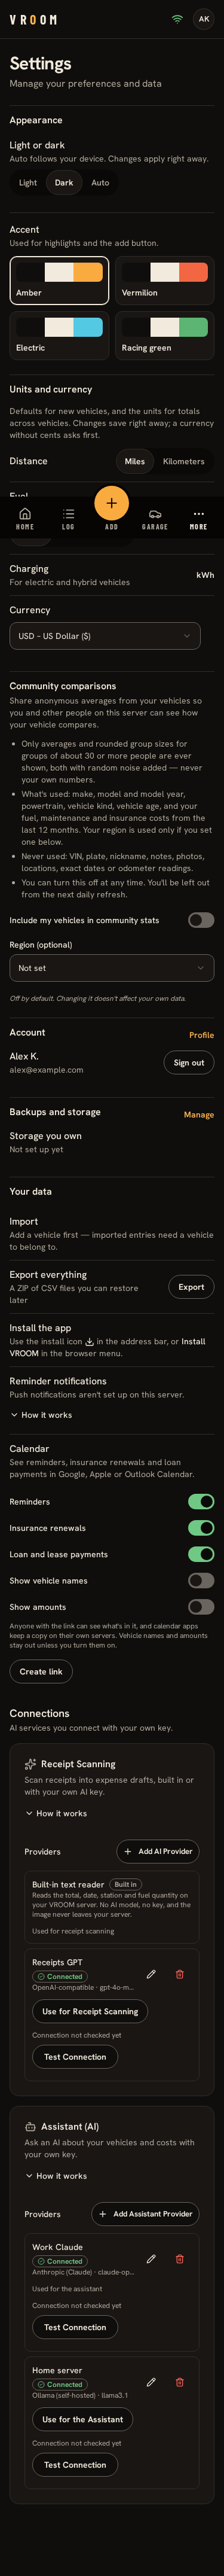 VROOM
AK
Settings
Manage your preferences and data
Appearance
Light or dark
Auto follows your device. Changes apply right away.
Light Dark Auto
Accent
Used for highlights and the add button.
Amber Vermilion
Electric Racing green
Units and currency
Defaults for new vehicles, and the units for totals
across vehicles. Changes save right away; a currency
without cents asks first.
Distance Miles Kilometers
Fuel
HOME LOG ADD GARAGE MORE
Charging
For electric and hybrid vehicles
kWh
Currency
USD – US Dollar ($)
Community comparisons
Share anonymous averages from your vehicles so
you and other people on this server can see how
your vehicle compares.
• Only averages and rounded group sizes for
groups of about 30 or more people are ever
shown, both with random noise added — never
your own numbers.
• What's used: make, model and model year,
powertrain, vehicle kind, vehicle age, and your
fuel, maintenance and insurance costs from the
last 12 months. Your region is used only if you set
one below.
• Never used: VIN, plate, nickname, notes, photos,
locations, exact dates or odometer readings.
• You can turn this off at any time. You'll be left out
from the next daily refresh.
Include my vehicles in community stats
Region (optional)
Not set
Off by default. Changing it doesn't affect your own data.
Account Profile
Alex K.
alex@example.com
Sign out
Backups and storage Manage
Storage you own
Not set up yet
Your data
Import
Add a vehicle first — imported entries need a vehicle
to belong to.
Export everything
A ZIP of CSV files you can restore
later
Export
Install the app
Use the install icon in the address bar, or Install
VROOM in the browser menu.
Reminder notifications
Push notifications aren't set up on this server.
How it works
Calendar
See reminders, insurance renewals and loan
payments in Google, Apple or Outlook Calendar.
Reminders
Insurance renewals
Loan and lease payments
Show vehicle names
Show amounts
Anyone with the link can see what's in it, and calendar apps
keep a copy on their own servers. Vehicle names and amounts
stay out unless you turn them on.
Create link
Connections
AI services you connect with your own key.
Receipt Scanning
Scan receipts into expense drafts, built in or
with your own AI key.
How it works
Providers Add AI Provider
Built-in text reader Built in
Reads the total, date, station and fuel quantity on
your VROOM server. No AI model, no key, and the
image never leaves your server.
Used for receipt scanning
Receipts GPT
Connected
OpenAI-compatible · gpt-4o-m...
Use for Receipt Scanning
Connection not checked yet
Test Connection
Assistant (AI)
Ask an AI about your vehicles and costs with
your own key.
How it works
Providers Add Assistant Provider
Work Claude
Connected
Anthropic (Claude) · claude-op...
Used for the assistant
Connection not checked yet
Test Connection
Home server
Connected
Ollama (self-hosted) · llama3.1
Use for the Assistant
Connection not checked yet
Test Connection